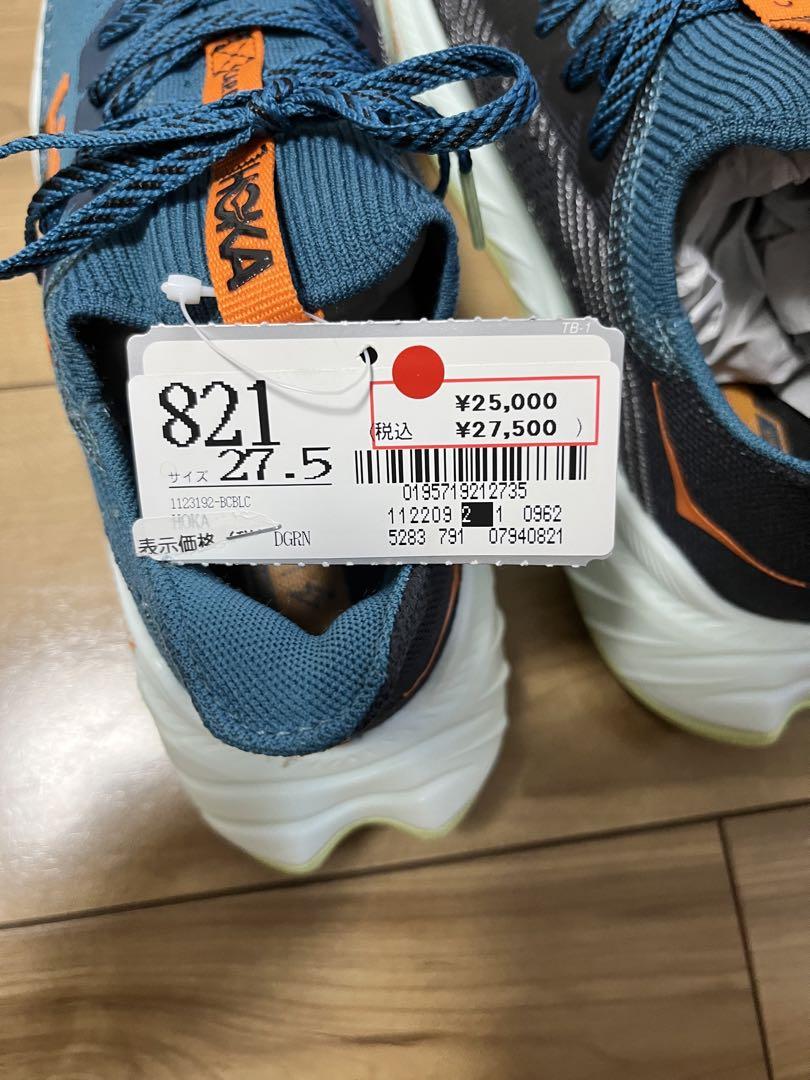 HOKA
TB-1
821
¥25,000
(税込 ¥27,500 )
サイズ 27.5
0195719212735
1123192-BCBLC
HOKA
112209 2 1 0962
表示価格
DGRN
5283 791 07940821